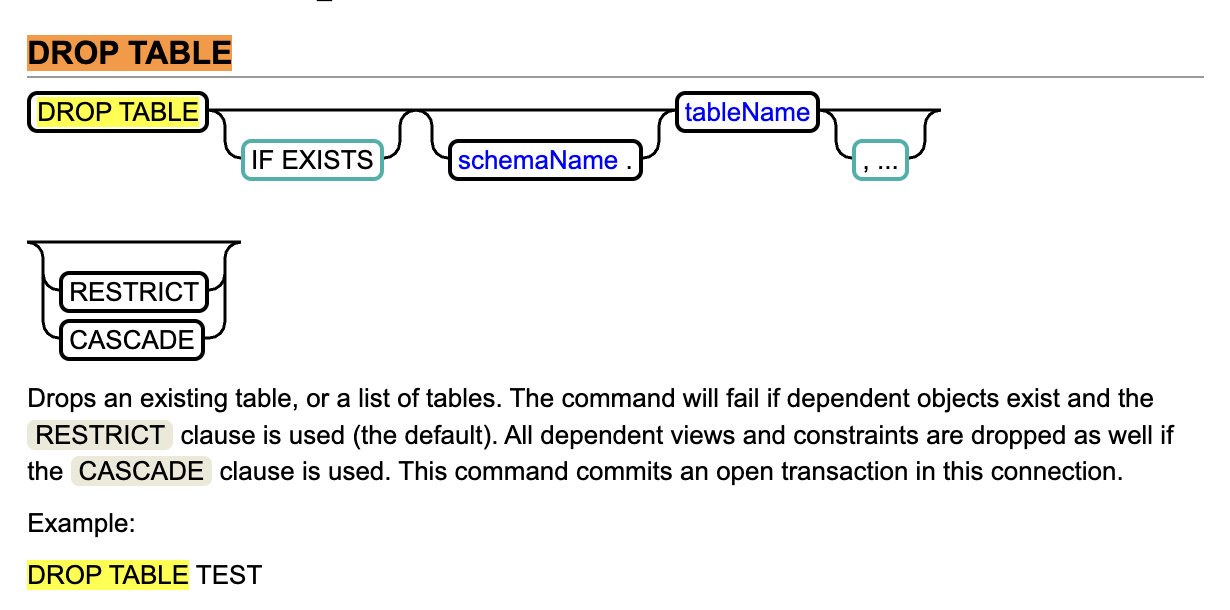 DROP TABLE
DROP TABLE IF EXISTS schemaName . tableName , ...
RESTRICT
CASCADE
Drops an existing table, or a list of tables. The command will fail if dependent objects exist and the
RESTRICT clause is used (the default). All dependent views and constraints are dropped as well if
the CASCADE clause is used. This command commits an open transaction in this connection.
Example:
DROP TABLE TEST